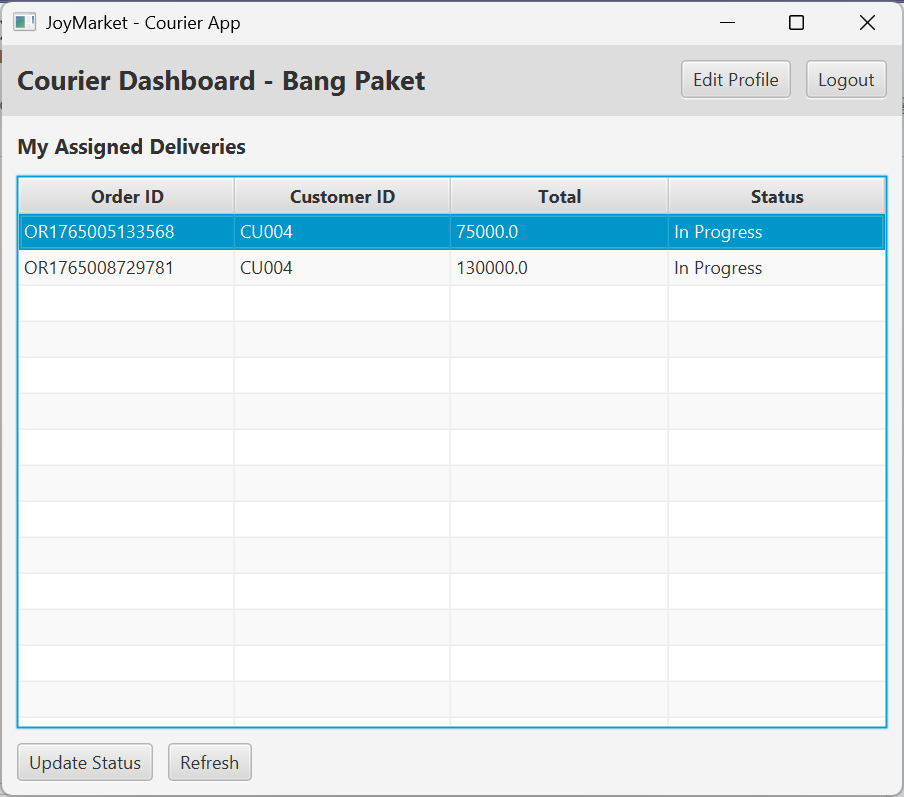 JoyMarket - Courier App
Courier Dashboard - Bang Paket Edit Profile Logout
My Assigned Deliveries
Order ID Customer ID Total Status
OR1765005133568 CU004 75000.0 In Progress
OR1765008729781 CU004 130000.0 In Progress
Update Status Refresh